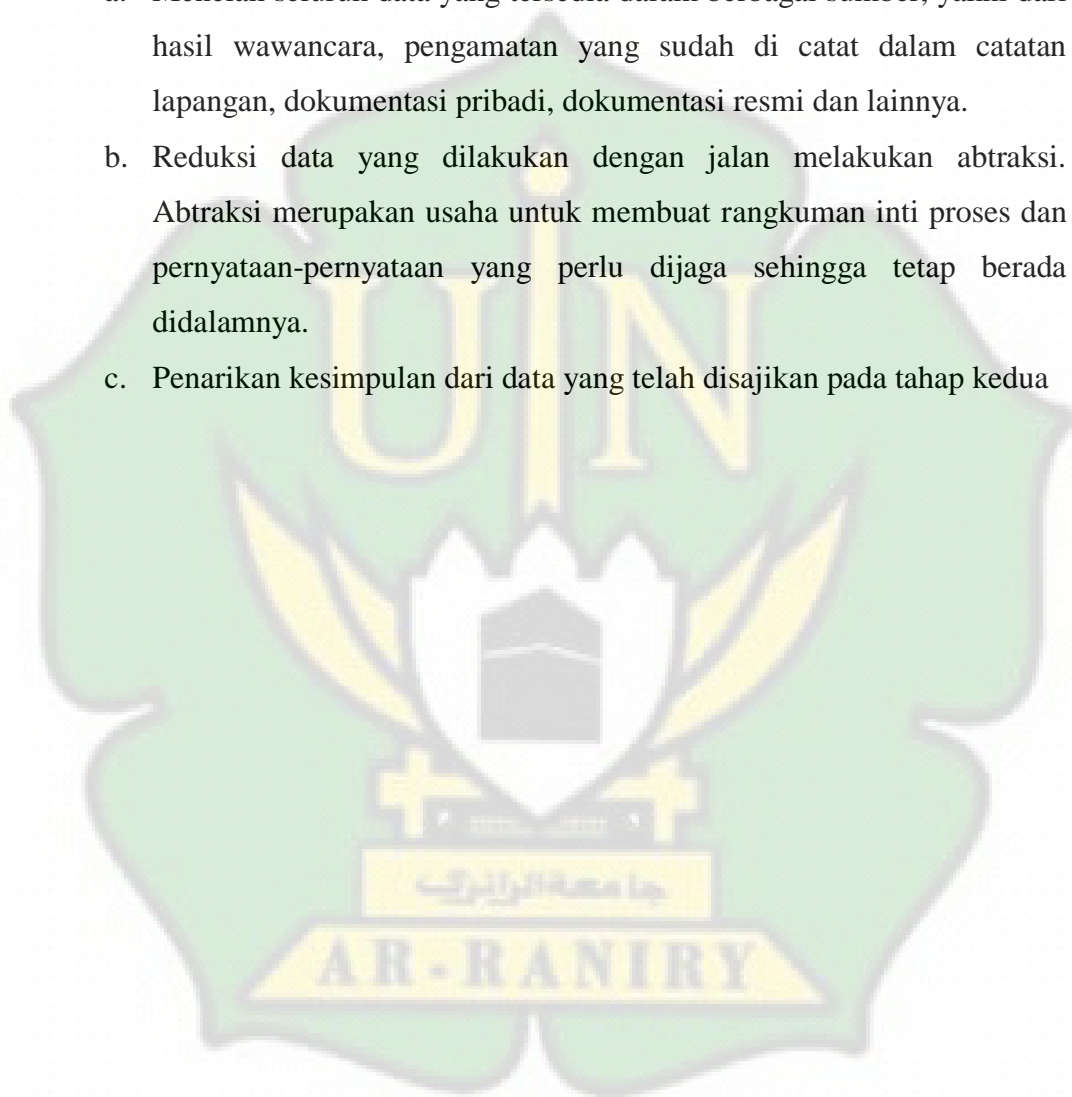 hasil wawancara, pengamatan yang sudah di catat dalam catatan
lapangan, dokumentasi pribadi, dokumentasi resmi dan lainnya.
b. Reduksi data yang dilakukan dengan jalan melakukan abtraksi.
Abtraksi merupakan usaha untuk membuat rangkuman inti proses dan
pernyataan-pernyataan yang perlu dijaga sehingga tetap berada
didalamnya.
c. Penarikan kesimpulan dari data yang telah disajikan pada tahap kedua
UIN
جامعة الرانري
AR-RANIRY